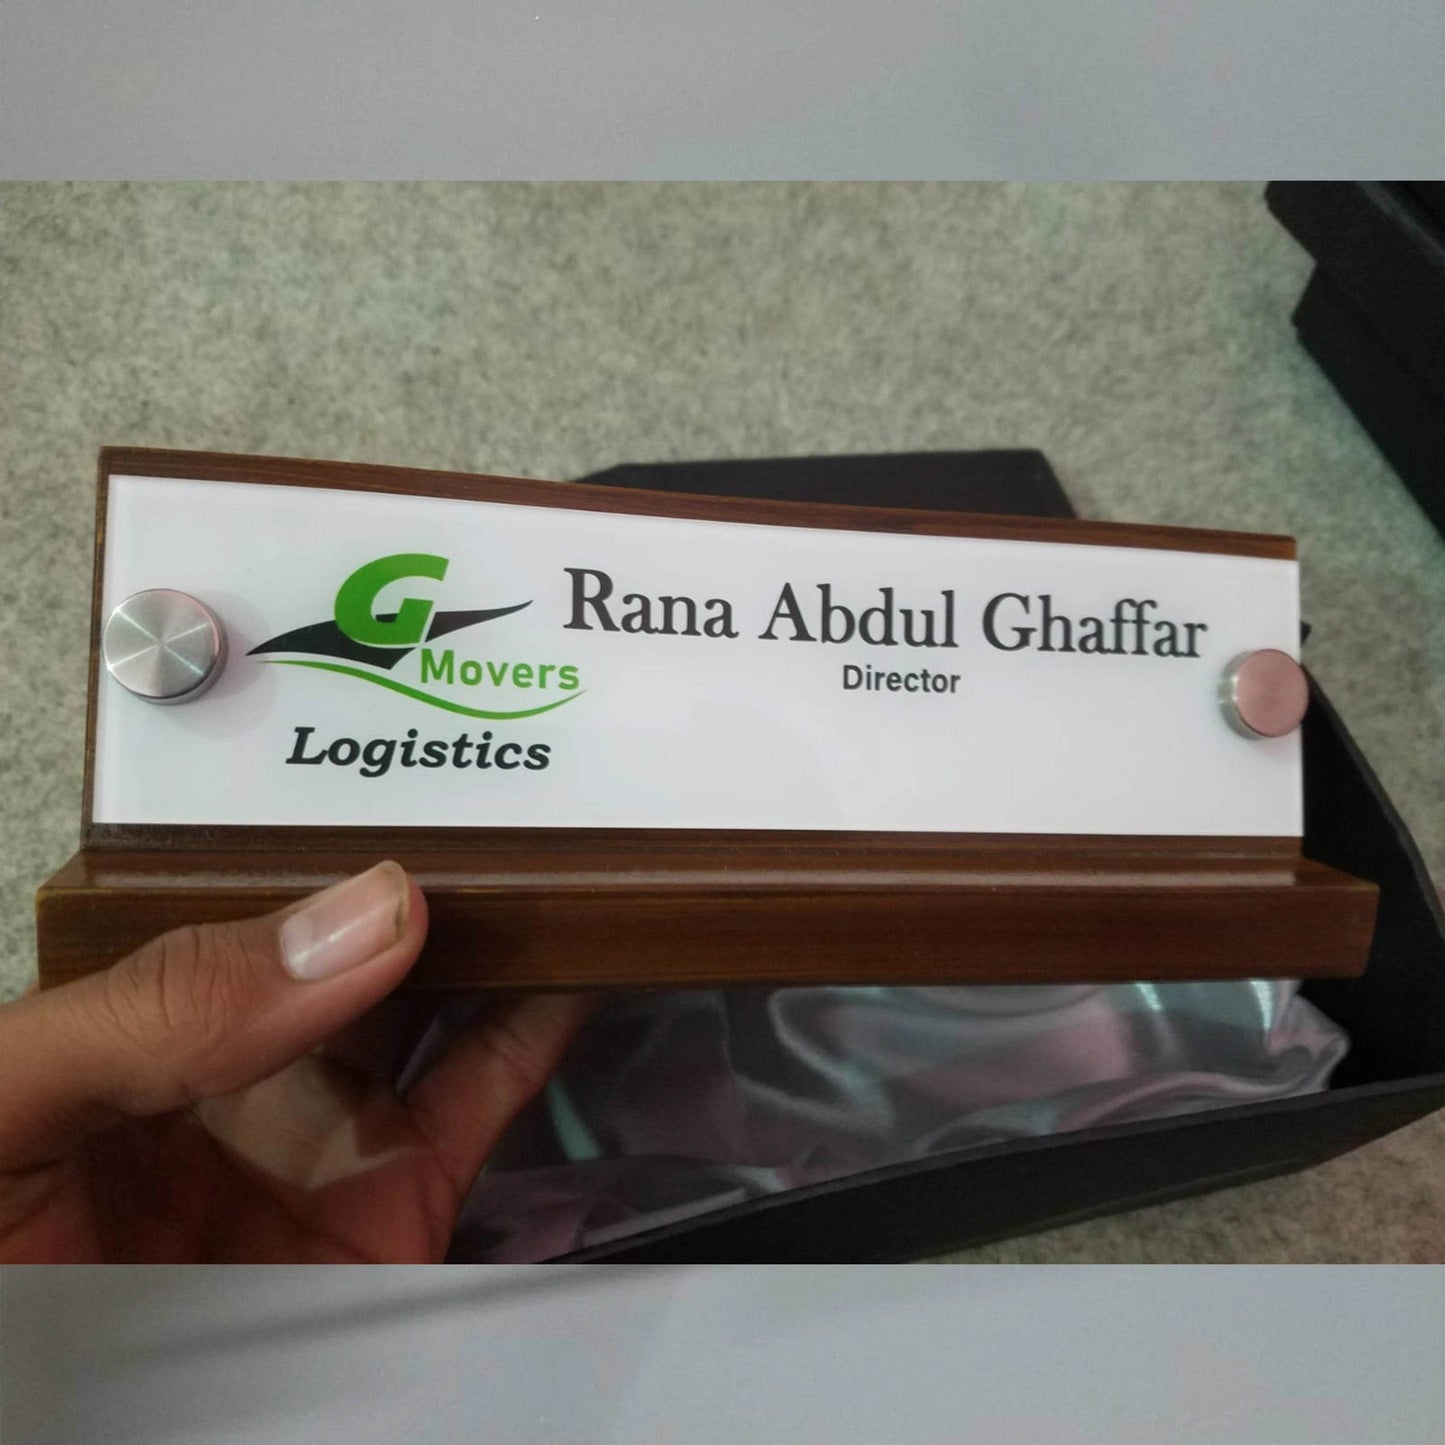 G
Movers
Logistics
Rana Abdul Ghaffar
Director